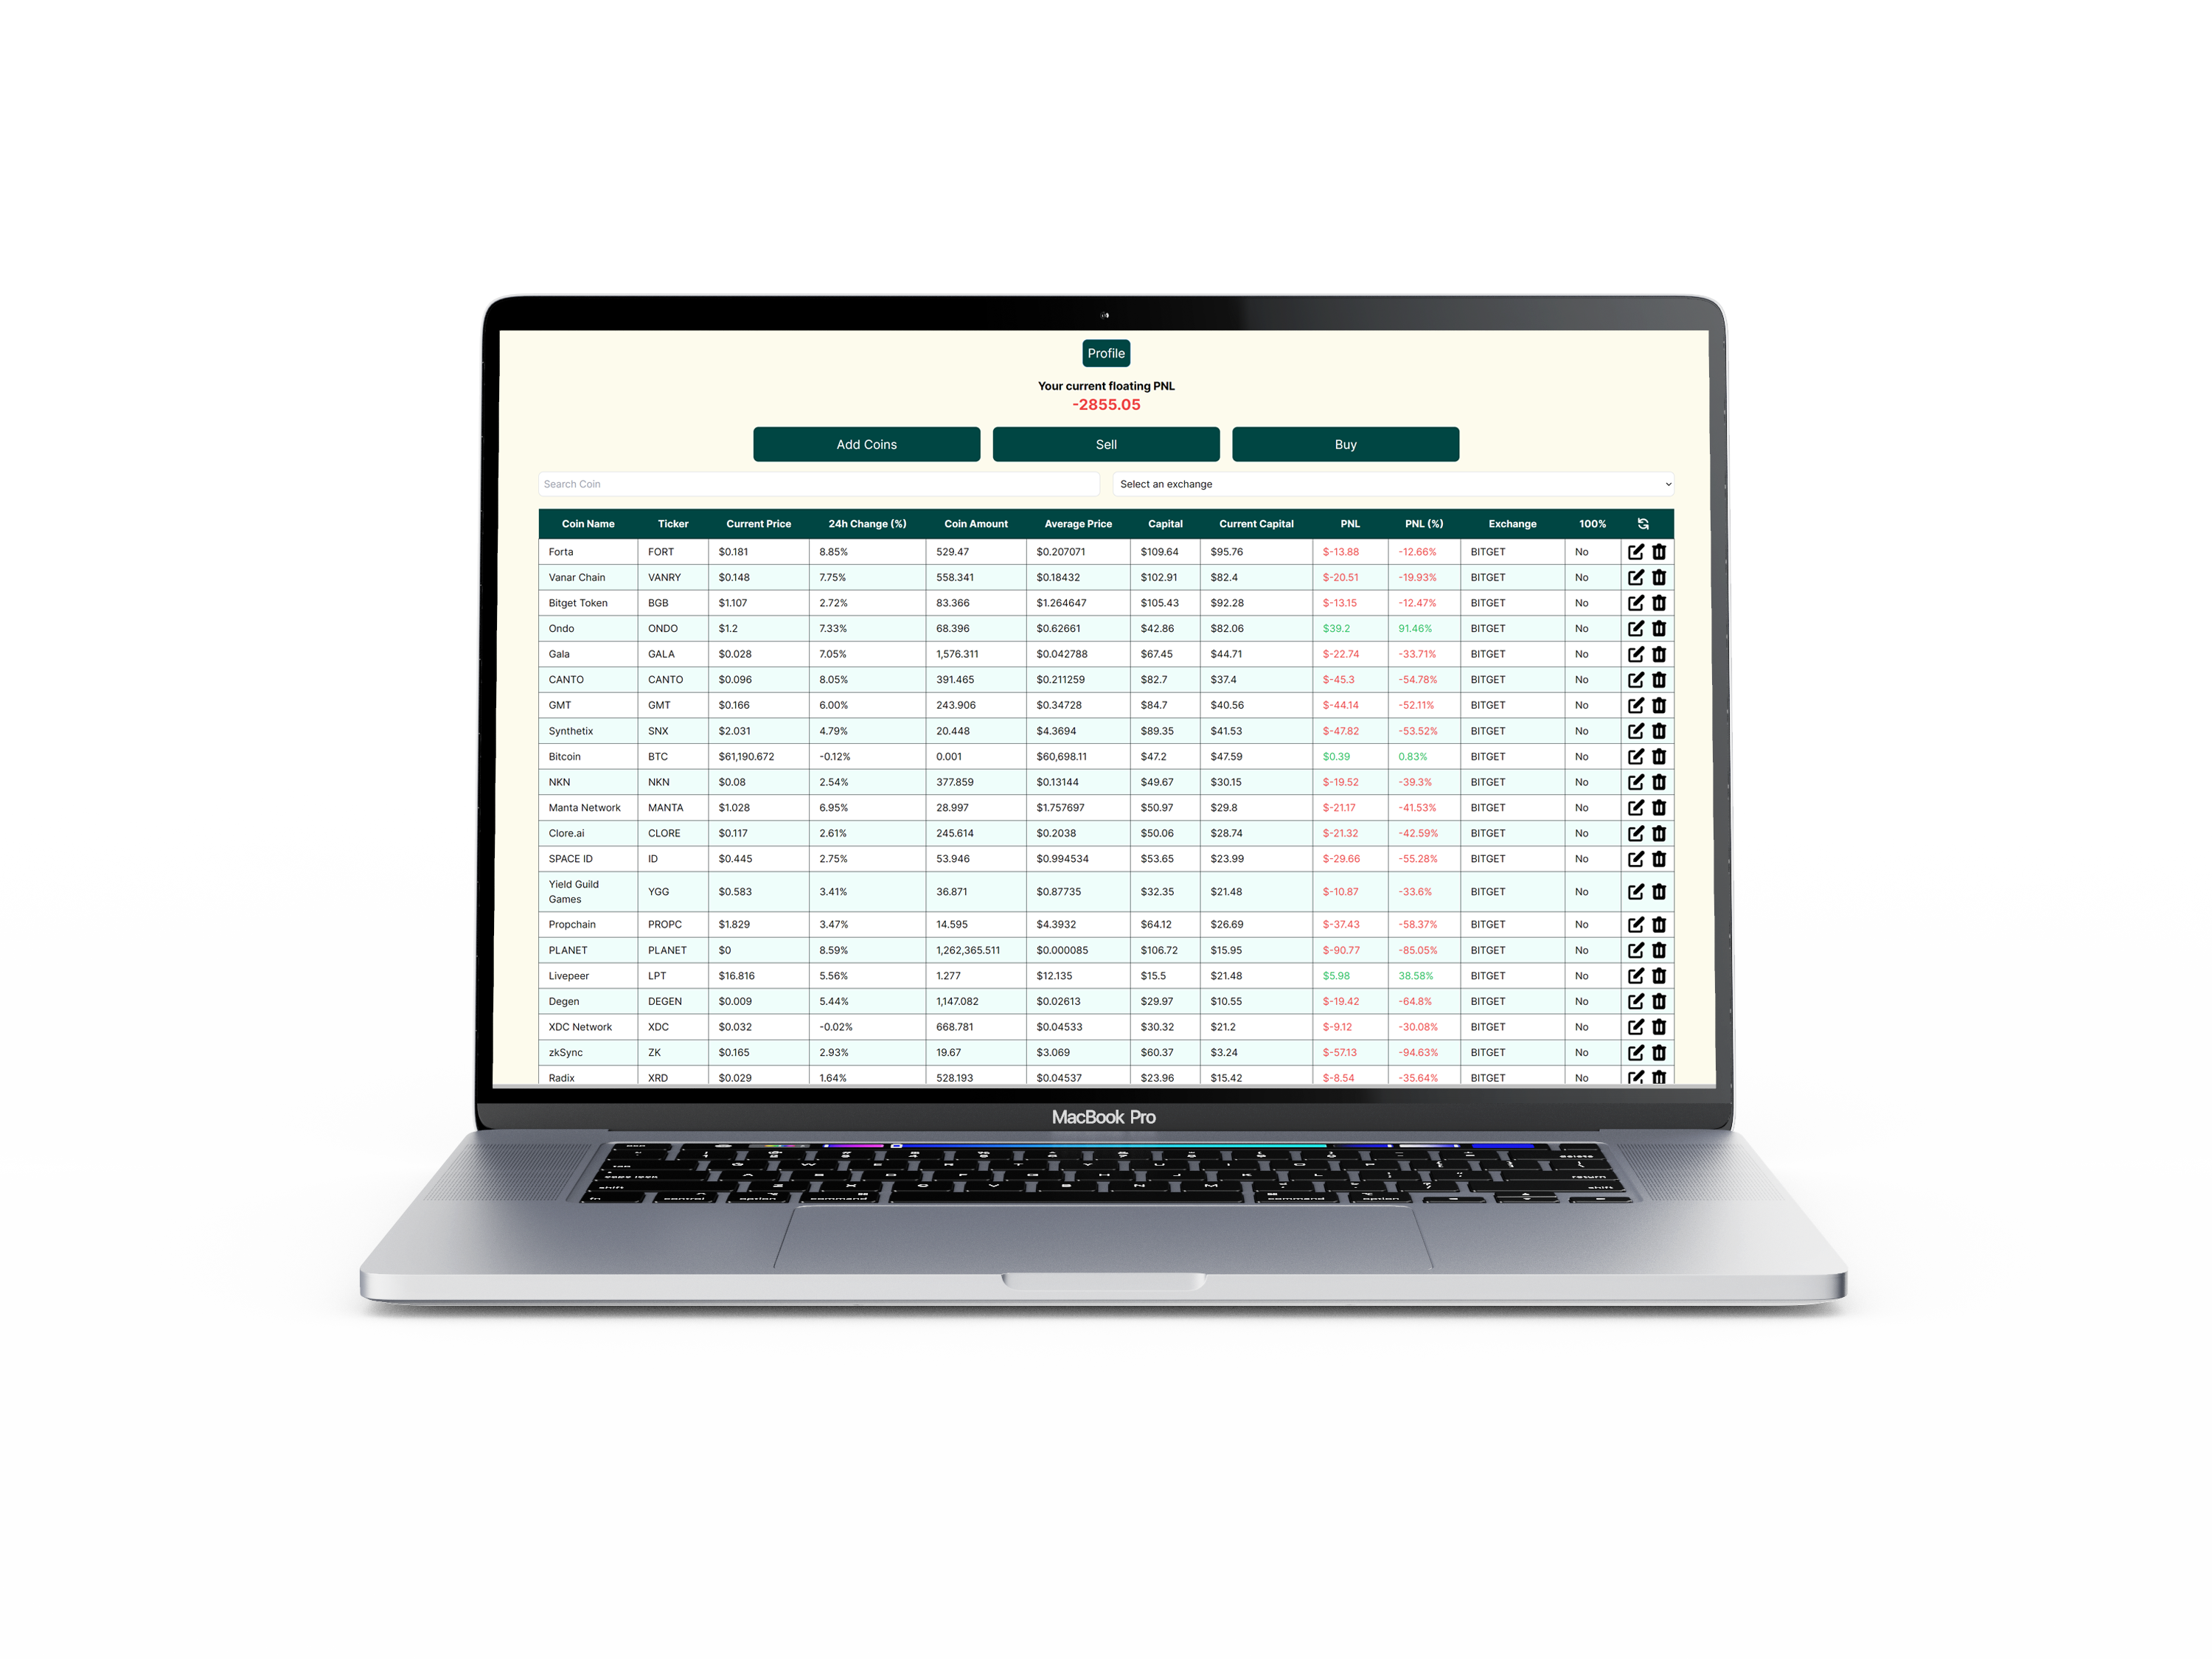 Profile
Your current floating PNL
-2855.05
Add Coins Sell Buy
Search Coin Select an exchange
Coin Name Ticker Current Price 24h Change (%) Coin Amount Average Price Capital Current Capital PNL PNL (%) Exchange 100%
Forta FORT $0.181 8.85% 529.47 $0.207071 $109.64 $95.76 $-13.88 -12.66% BITGET No
Vanar Chain VANRY $0.148 7.75% 558.341 $0.18432 $102.91 $82.4 $-20.51 -19.93% BITGET No
Bitget Token BGB $1.107 2.72% 83.366 $1.264647 $105.43 $92.28 $-13.15 -12.47% BITGET No
Ondo ONDO $1.2 7.33% 68.396 $0.62661 $42.86 $82.06 $39.2 91.46% BITGET No
Gala GALA $0.028 7.05% 1,576.311 $0.042788 $67.45 $44.71 $-22.74 -33.71% BITGET No
CANTO CANTO $0.096 8.05% 391.465 $0.211259 $82.7 $37.4 $-45.3 -54.78% BITGET No
GMT GMT $0.166 6.00% 243.906 $0.34728 $84.7 $40.56 $-44.14 -52.11% BITGET No
Synthetix SNX $2.031 4.79% 20.448 $4.3694 $89.35 $41.53 $-47.82 -53.52% BITGET No
Bitcoin BTC $61,190.672 -0.12% 0.001 $60,698.11 $47.2 $47.59 $0.39 0.83% BITGET No
NKN NKN $0.08 2.54% 377.859 $0.13144 $49.67 $30.15 $-19.52 -39.3% BITGET No
Manta Network MANTA $1.028 6.95% 28.997 $1.757697 $50.97 $29.8 $-21.17 -41.53% BITGET No
Clore.ai CLORE $0.117 2.61% 245.614 $0.2038 $50.06 $28.74 $-21.32 -42.59% BITGET No
SPACE ID ID $0.445 2.75% 53.946 $0.994534 $53.65 $23.99 $-29.66 -55.28% BITGET No
Yield Guild Games YGG $0.583 3.41% 36.871 $0.87735 $32.35 $21.48 $-10.87 -33.6% BITGET No
Propchain PROPC $1.829 3.47% 14.595 $4.3932 $64.12 $26.69 $-37.43 -58.37% BITGET No
PLANET PLANET $0 8.59% 1,262,365.511 $0.000085 $106.72 $15.95 $-90.77 -85.05% BITGET No
Livepeer LPT $16.816 5.56% 1.277 $12.135 $15.5 $21.48 $5.98 38.58% BITGET No
Degen DEGEN $0.009 5.44% 1,147.082 $0.02613 $29.97 $10.55 $-19.42 -64.8% BITGET No
XDC Network XDC $0.032 -0.02% 668.781 $0.04533 $30.32 $21.2 $-9.12 -30.08% BITGET No
zkSync ZK $0.165 2.93% 19.67 $3.069 $60.37 $3.24 $-57.13 -94.63% BITGET No
Radix XRD $0.029 1.64% 528.193 $0.04537 $23.96 $15.42 $-8.54 -35.64% BITGET No
MacBook Pro
delete
return
shift shift
fn control option command command option